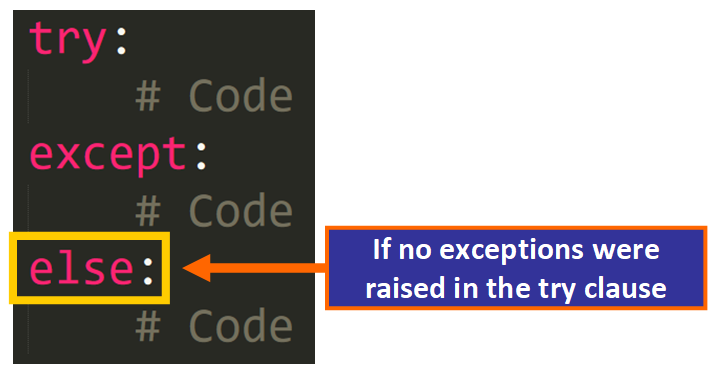 try:
# Code
except:
# Code
else:
# Code
If no exceptions were
raised in the try clause